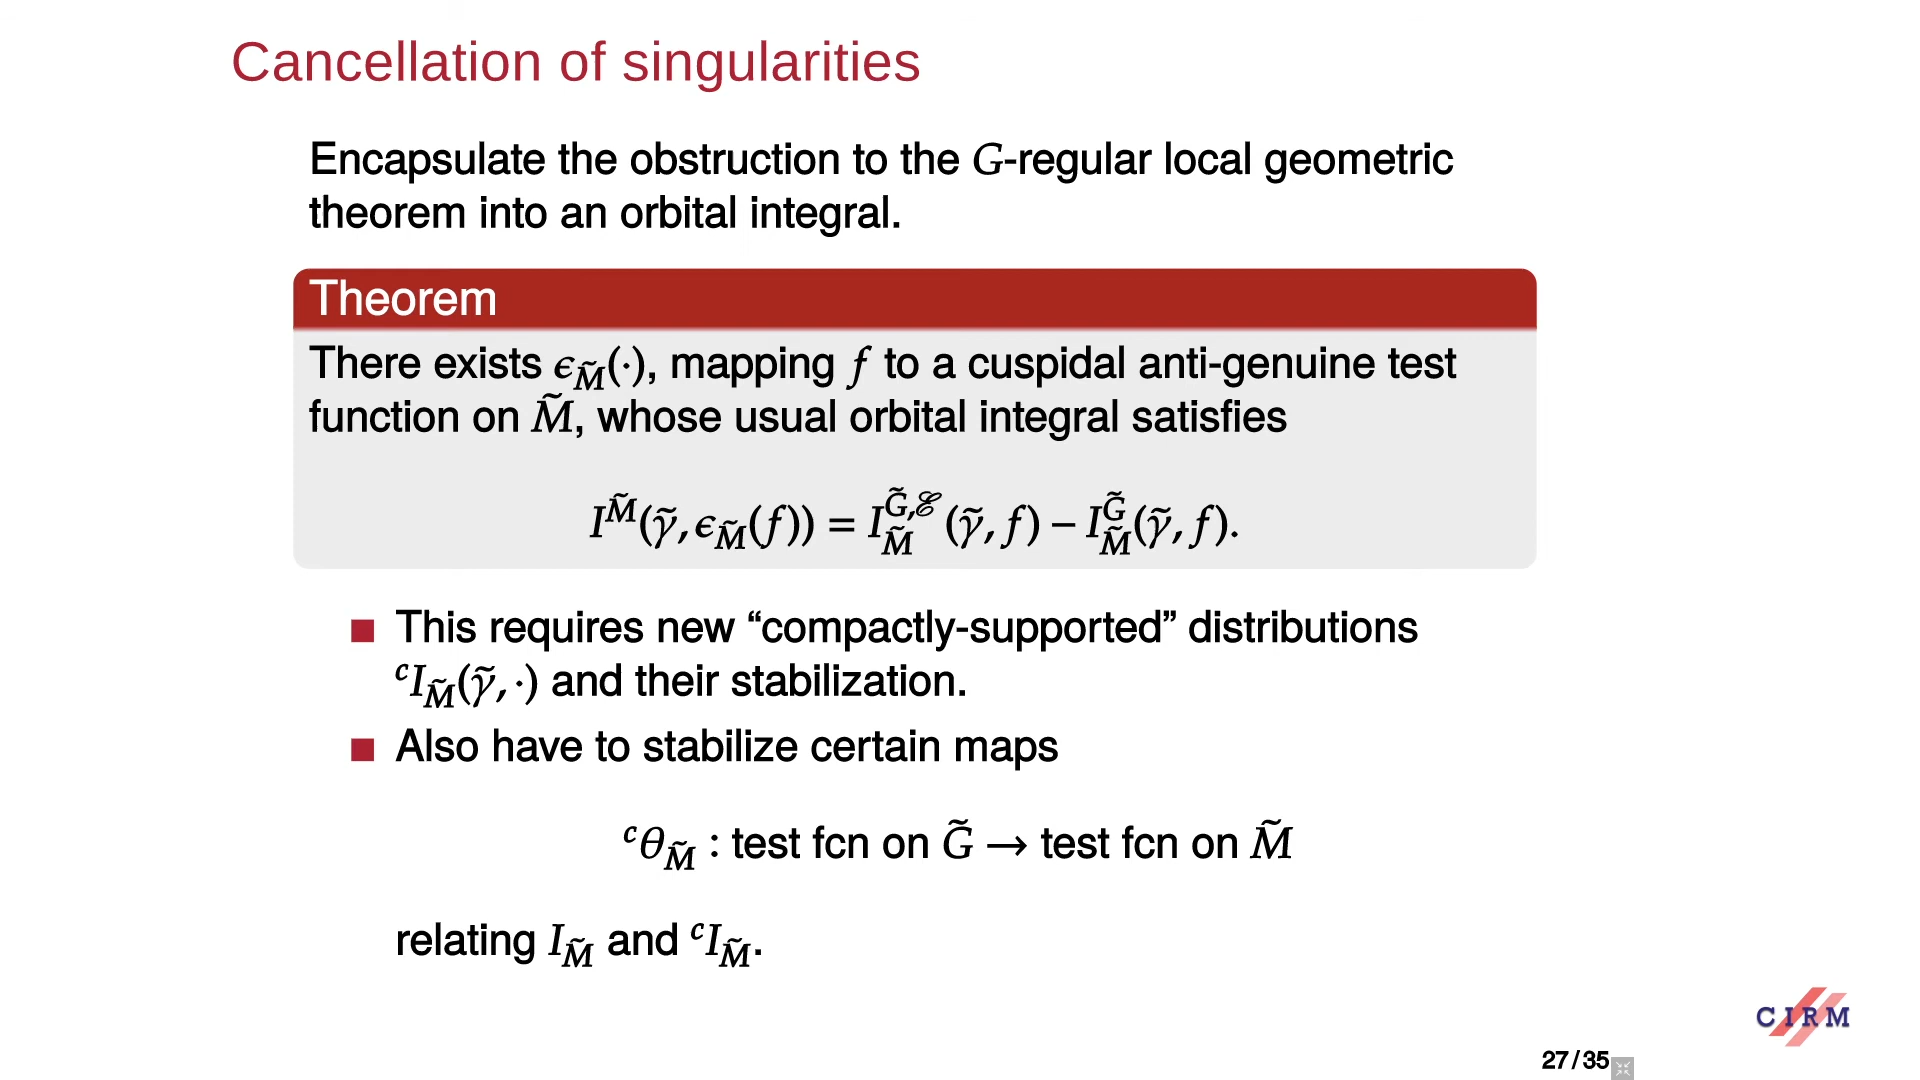 Cancellation of singularities
Encapsulate the obstruction to the G-regular local geometric
theorem into an orbital integral.
Theorem
There exists ϵ_M̃(·), mapping f to a cuspidal anti-genuine test
function on M̃, whose usual orbital integral satisfies
I^M̃(γ̃, ϵ_M̃(f)) = I_M̃^{G̃,ℰ}(γ̃, f) − I_M̃^G̃(γ̃, f).
This requires new “compactly-supported” distributions
ᶜI_M̃(γ̃, ·) and their stabilization.
Also have to stabilize certain maps
ᶜθ_M̃ : test fcn on G̃ → test fcn on M̃
relating I_M̃ and ᶜI_M̃.
CIRM
27/35